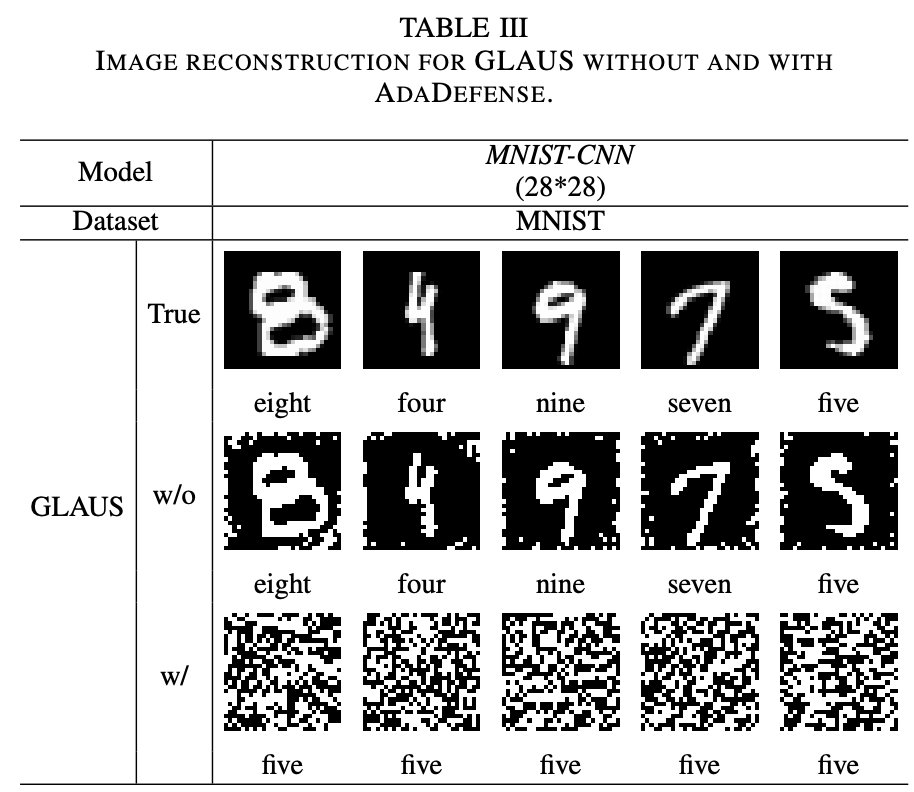 TABLE III
IMAGE RECONSTRUCTION FOR GLAUS WITHOUT AND WITH
ADADEFENSE.
Model
MNIST-CNN
(28*28)
Dataset
MNIST
GLAUS
True
eight four nine seven five
w/o
eight four nine seven five
w/
five five five five five